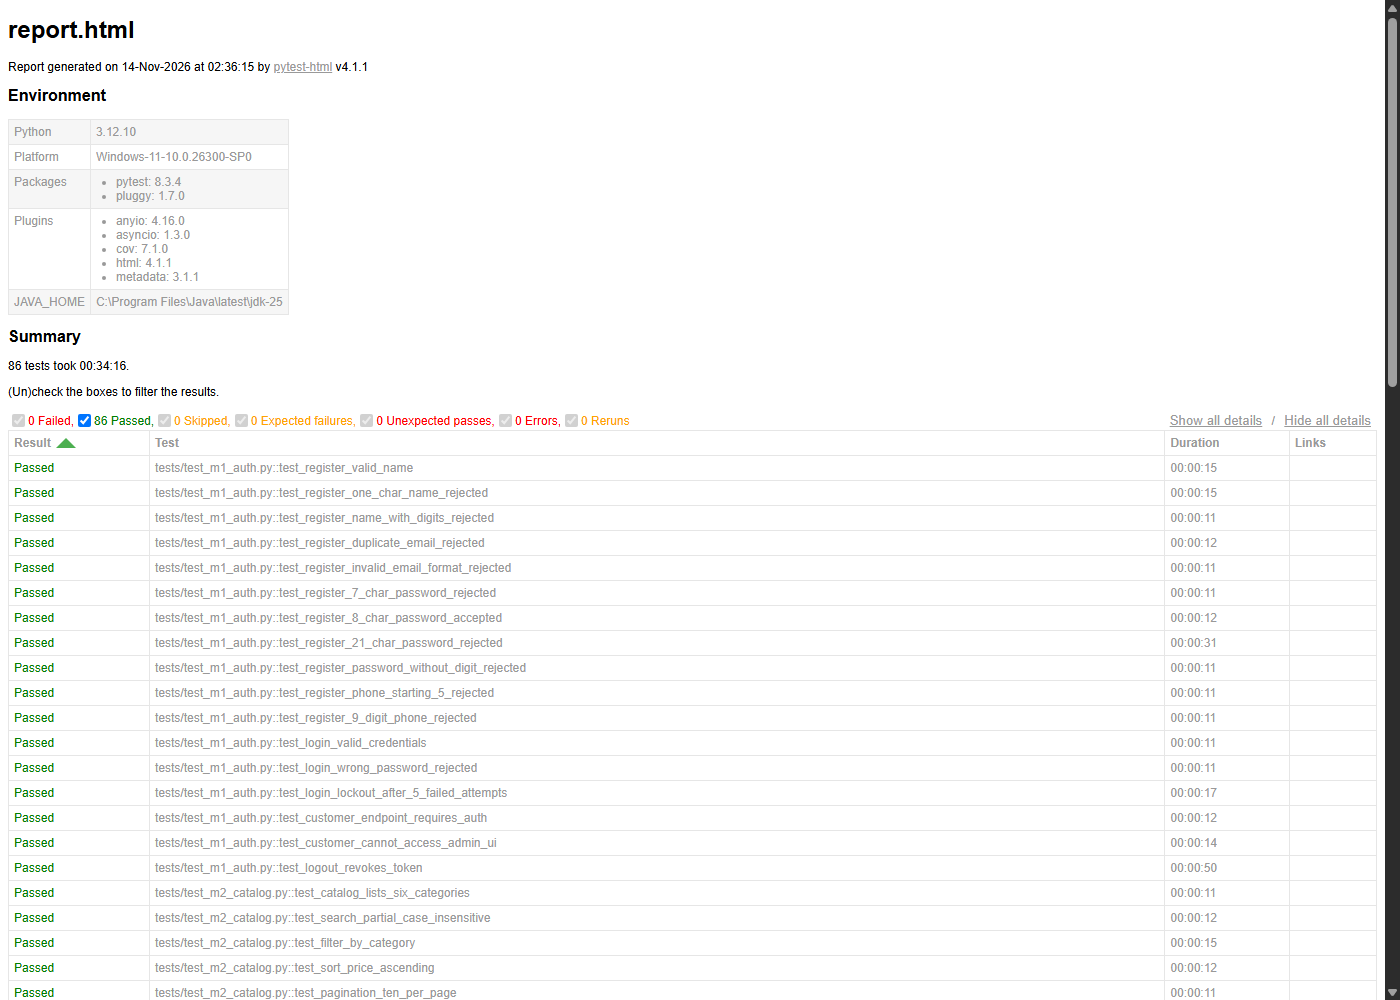 report.html
Report generated on 14-Nov-2026 at 02:36:15 by pytest-html v4.1.1
Environment
Python 3.12.10
Platform Windows-11-10.0.26300-SP0
Packages pytest: 8.3.4
pluggy: 1.7.0
Plugins anyio: 4.16.0
asyncio: 1.3.0
cov: 7.1.0
html: 4.1.1
metadata: 3.1.1
JAVA_HOME C:\Program Files\Java\latest\jdk-25
Summary
86 tests took 00:34:16.
(Un)check the boxes to filter the results.
0 Failed, 86 Passed, 0 Skipped, 0 Expected failures, 0 Unexpected passes, 0 Errors, 0 Reruns Show all details / Hide all details
Result Test Duration Links
Passed tests/test_m1_auth.py::test_register_valid_name 00:00:15
Passed tests/test_m1_auth.py::test_register_one_char_name_rejected 00:00:15
Passed tests/test_m1_auth.py::test_register_name_with_digits_rejected 00:00:11
Passed tests/test_m1_auth.py::test_register_duplicate_email_rejected 00:00:12
Passed tests/test_m1_auth.py::test_register_invalid_email_format_rejected 00:00:11
Passed tests/test_m1_auth.py::test_register_7_char_password_rejected 00:00:11
Passed tests/test_m1_auth.py::test_register_8_char_password_accepted 00:00:12
Passed tests/test_m1_auth.py::test_register_21_char_password_rejected 00:00:31
Passed tests/test_m1_auth.py::test_register_password_without_digit_rejected 00:00:11
Passed tests/test_m1_auth.py::test_register_phone_starting_5_rejected 00:00:11
Passed tests/test_m1_auth.py::test_register_9_digit_phone_rejected 00:00:11
Passed tests/test_m1_auth.py::test_login_valid_credentials 00:00:11
Passed tests/test_m1_auth.py::test_login_wrong_password_rejected 00:00:11
Passed tests/test_m1_auth.py::test_login_lockout_after_5_failed_attempts 00:00:17
Passed tests/test_m1_auth.py::test_customer_endpoint_requires_auth 00:00:12
Passed tests/test_m1_auth.py::test_customer_cannot_access_admin_ui 00:00:14
Passed tests/test_m1_auth.py::test_logout_revokes_token 00:00:50
Passed tests/test_m2_catalog.py::test_catalog_lists_six_categories 00:00:11
Passed tests/test_m2_catalog.py::test_search_partial_case_insensitive 00:00:12
Passed tests/test_m2_catalog.py::test_filter_by_category 00:00:15
Passed tests/test_m2_catalog.py::test_sort_price_ascending 00:00:12
Passed tests/test_m2_catalog.py::test_pagination_ten_per_page 00:00:11